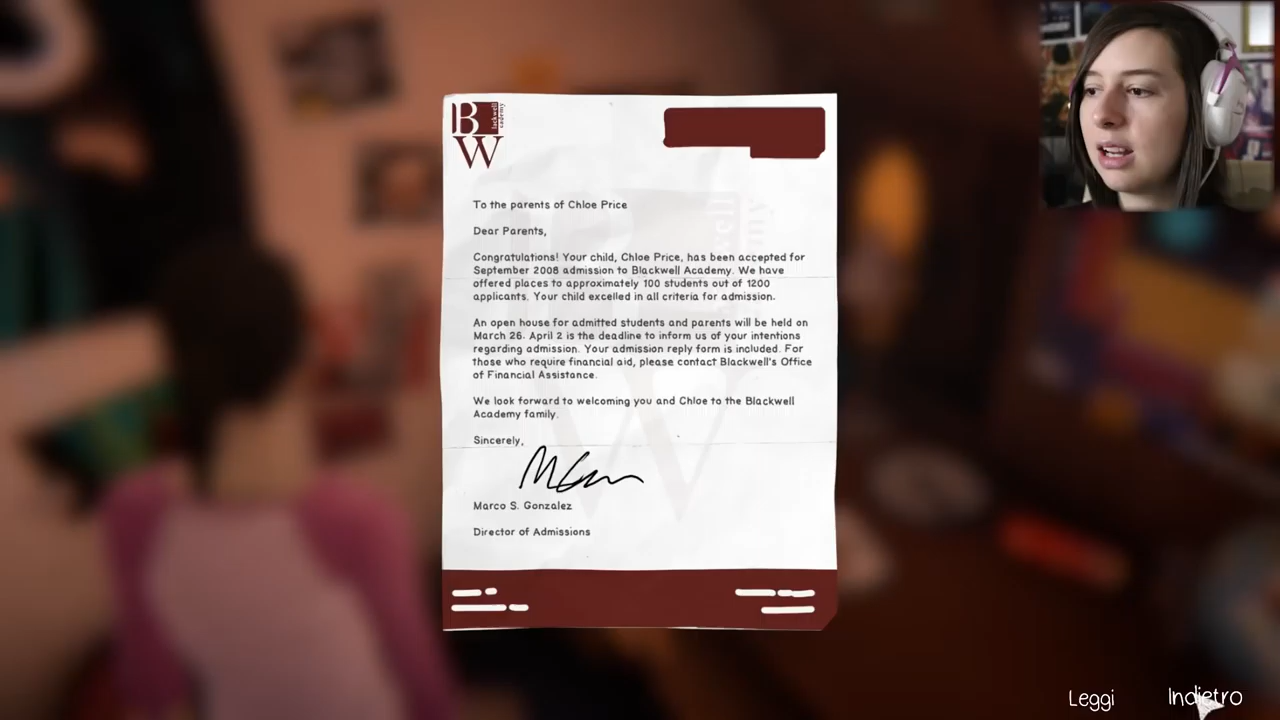 BW
Blackwell
Academy
To the parents of Chloe Price
Dear Parents,
Congratulations! Your child, Chloe Price, has been accepted for
September 2008 admission to Blackwell Academy. We have
offered places to approximately 100 students out of 1200
applicants. Your child excelled in all criteria for admission.
An open house for admitted students and parents will be held on
March 26. April 2 is the deadline to inform us of your intentions
regarding admission. Your admission reply form is included. For
those who require financial aid, please contact Blackwell's Office
of Financial Assistance.
We look forward to welcoming you and Chloe to the Blackwell
Academy family.
Sincerely,
Marco S. Gonzalez
Director of Admissions
Leggi
Indietro